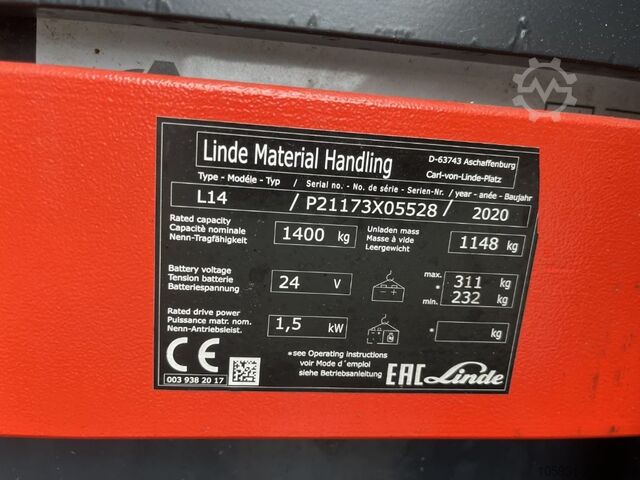 Linde Material Handling
D-63743 Aschaffenburg
Carl-von-Linde-Platz
Type - Modèle - Typ / Serial no. - No. de série - Serien-Nr. / year - année - Baujahr
L14 / P21173X05528 / 2020
Rated capacity
Capacité nominale
Nenn-Tragfähigkeit
1400 kg
Unladen mass
Masse à vide
Leergewicht
1148 kg
Battery voltage
Tension batterie
Batteriespannung
24 V
max. 311 kg
*
min. 232 kg
Rated drive power
Puissance matr. nom.
Nenn-Antriebsleist.
1,5 kW
* kg
*see Operating instructions
voir Mode d´emploi
siehe Betriebsanleitung
CE
003 938 20 17
EAC Linde